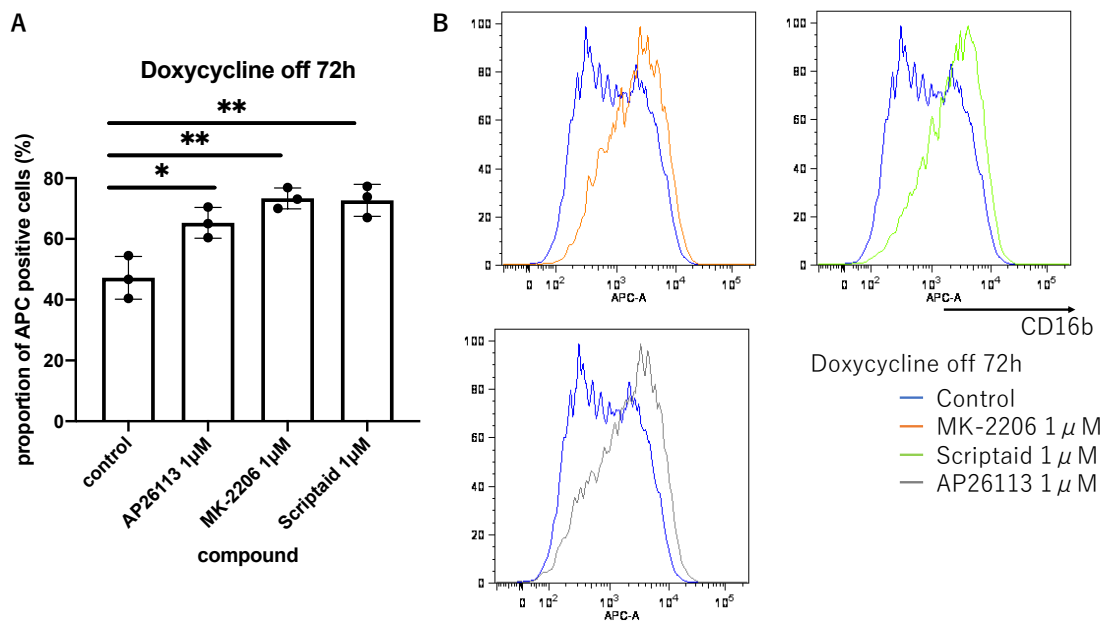 A
Doxycycline off 72h
**
**
*
proportion of APC positive cells (%)
80
60
40
20
0
control
AP26113 1μM
MK-2206 1μM
Scriptaid 1μM
compound
B
100
80
60
40
20
0
0 10² 10³ 10⁴ 10⁵
APC-A
100
80
60
40
20
0
0 10² 10³ 10⁴ 10⁵
APC-A
CD16b
100
80
60
40
20
0
0 10² 10³ 10⁴ 10⁵
APC-A
Doxycycline off 72h
Control
MK-2206 1μM
Scriptaid 1μM
AP26113 1μM